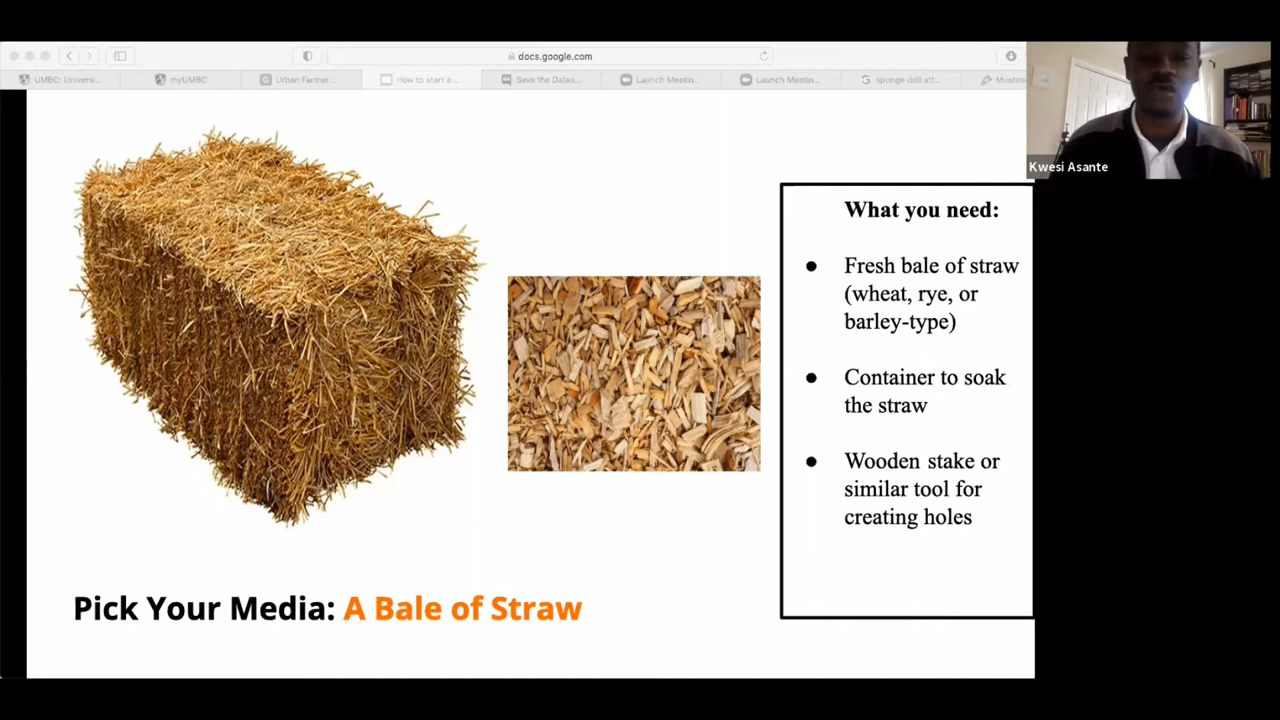 docs.google.com
UMBC: Universi...
myUMBC
Urban Farmer...
How to start a...
Save the Dates...
Launch Meetin...
Launch Meetin...
sponge drill att...
Mushro
Kwesi Asante
What you need:
● Fresh bale of straw
(wheat, rye, or
barley-type)
● Container to soak
the straw
● Wooden stake or
similar tool for
creating holes
Pick Your Media: A Bale of Straw